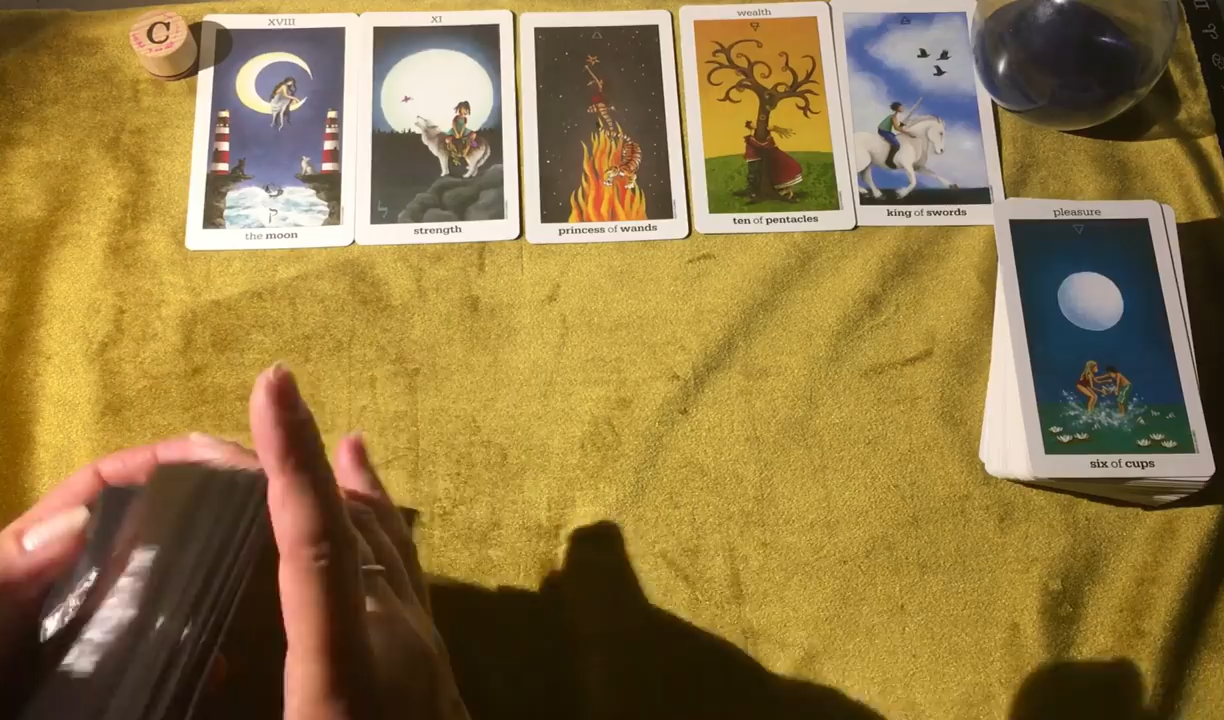 C
XVIII
the moon
XI
strength
princess of wands
wealth
ten of pentacles
king of swords
pleasure
six of cups